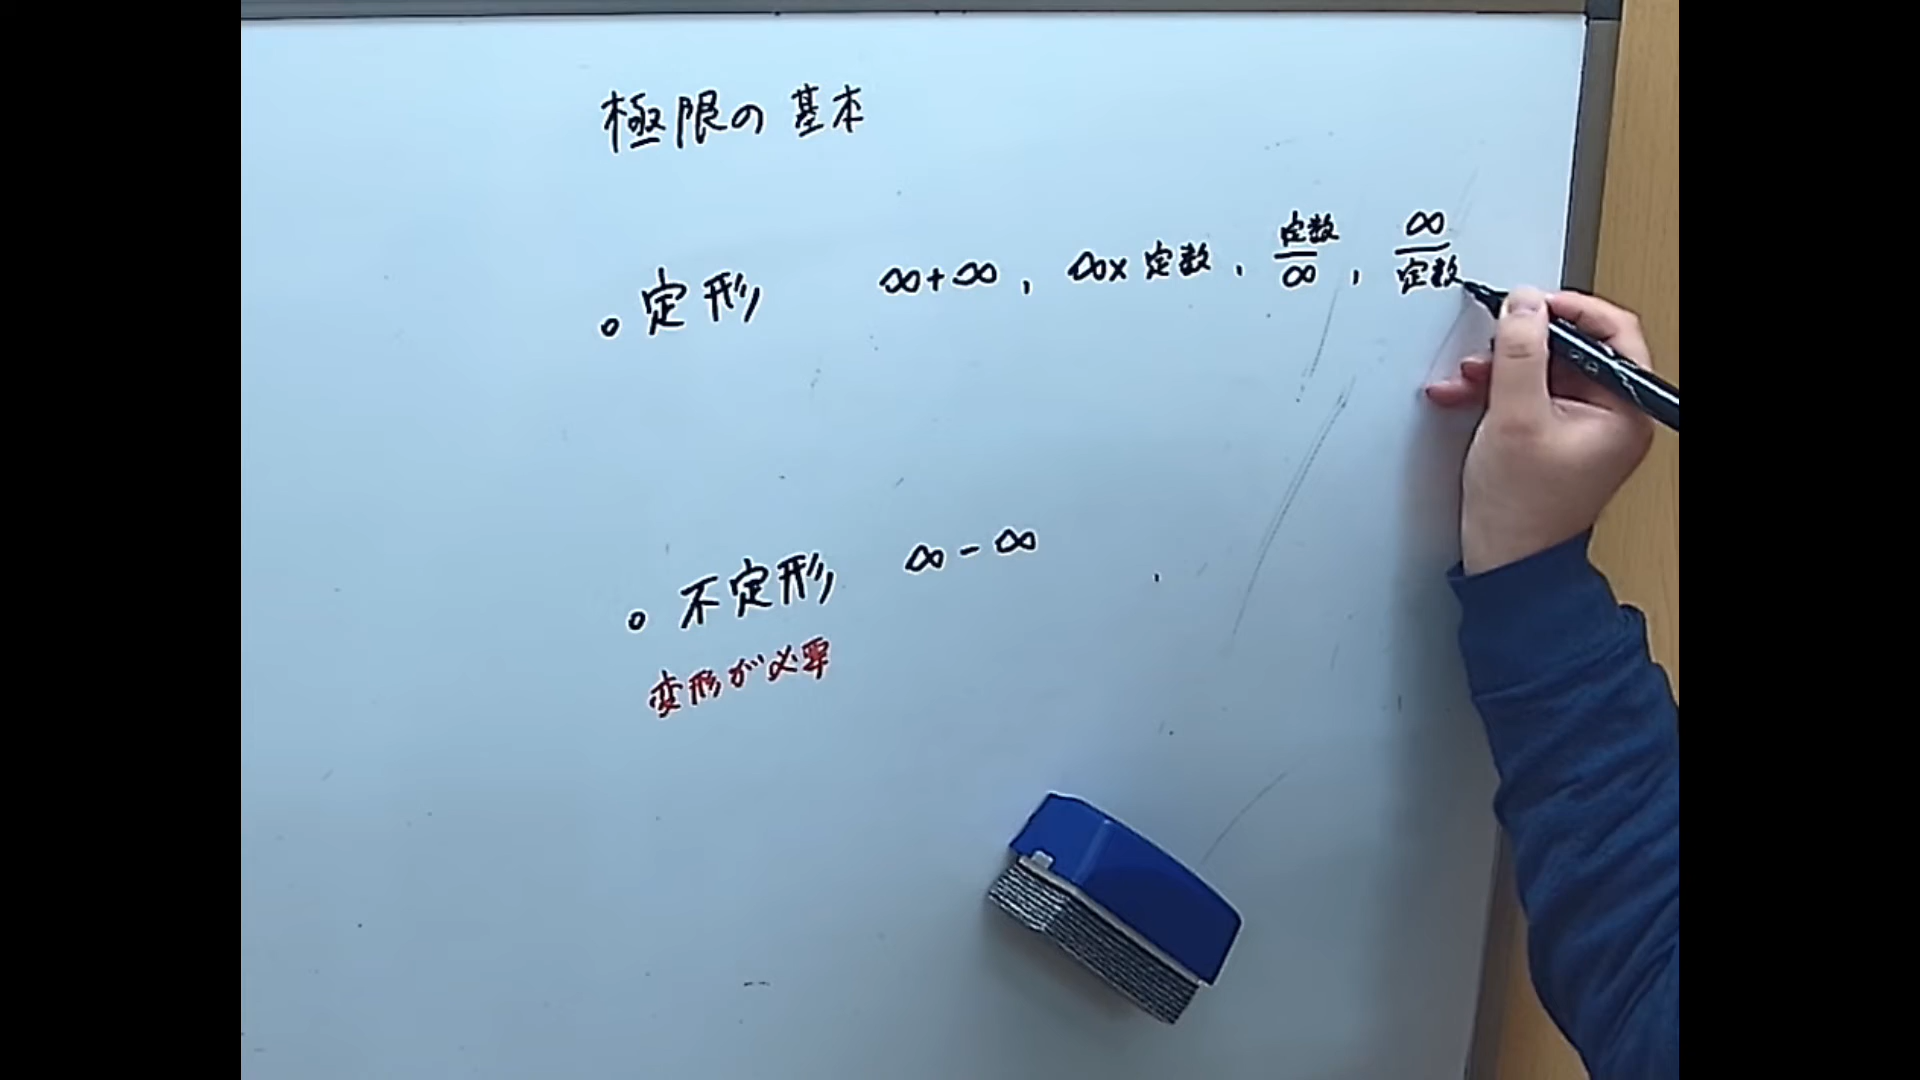 極限の基本
。定形 ∞+∞, ∞×定数, 定数/∞, ∞/定数
。不定形 ∞-∞
変形が必要